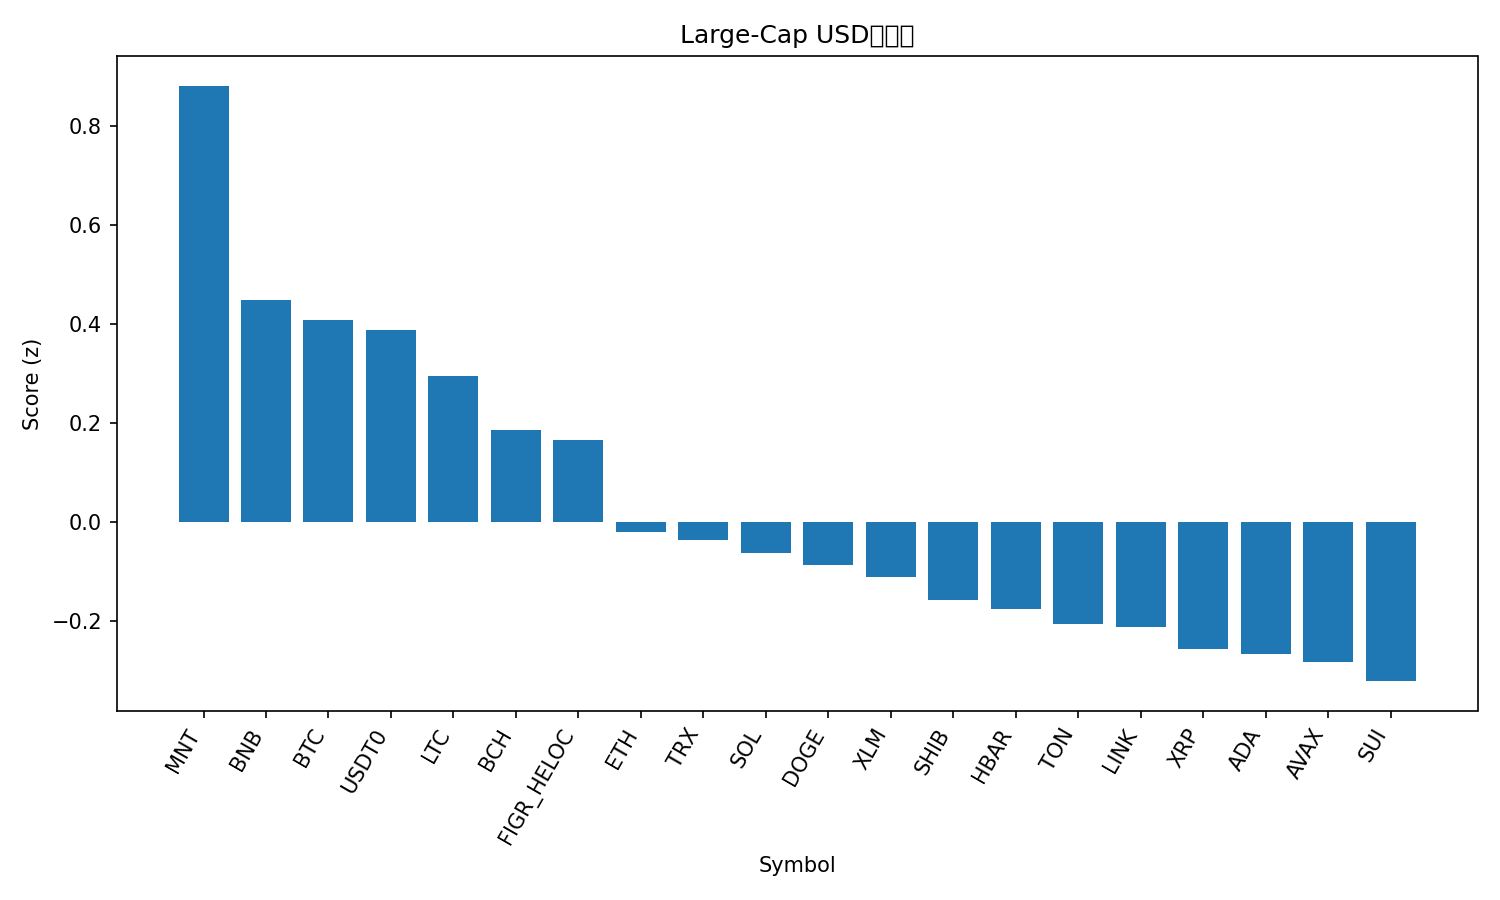 Large-Cap USD
Score (z)
0.8
0.6
0.4
0.2
0.0
−0.2
MNT
BNB
BTC
USDT0
LTC
BCH
FIGR_HELOC
ETH
TRX
SOL
DOGE
XLM
SHIB
HBAR
TON
LINK
XRP
ADA
AVAX
SUI
Symbol